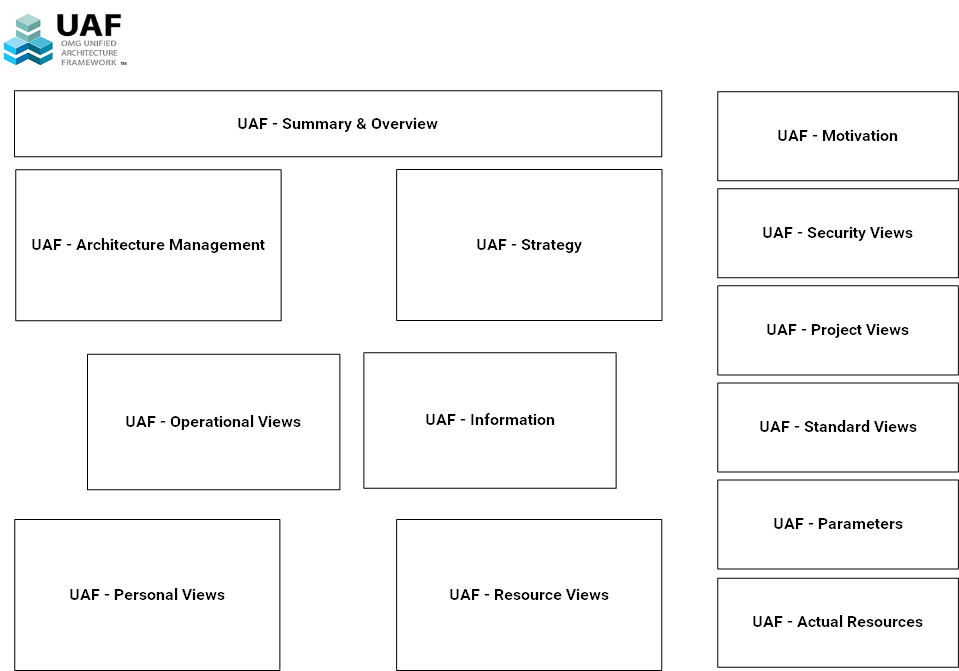 UAF
OMG UNIFIED
ARCHITECTURE
FRAMEWORK ™
UAF - Summary & Overview
UAF - Architecture Management
UAF - Strategy
UAF - Operational Views
UAF - Information
UAF - Personal Views
UAF - Resource Views
UAF - Motivation
UAF - Security Views
UAF - Project Views
UAF - Standard Views
UAF - Parameters
UAF - Actual Resources